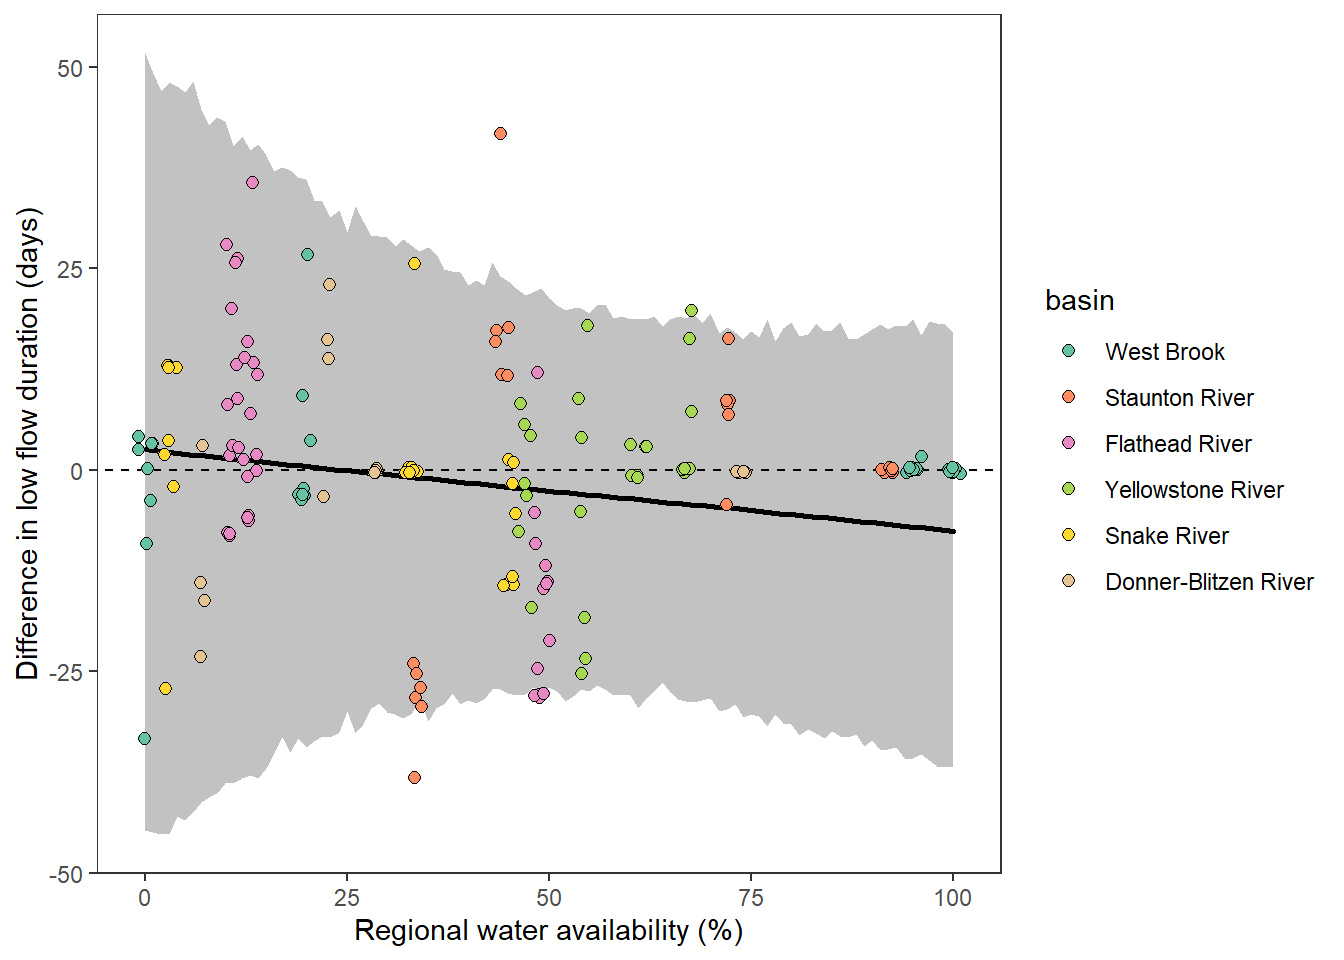 Difference in low flow duration (days)
50
25
0
-25
-50
0 25 50 75 100
Regional water availability (%)
basin
West Brook
Staunton River
Flathead River
Yellowstone River
Snake River
Donner-Blitzen River